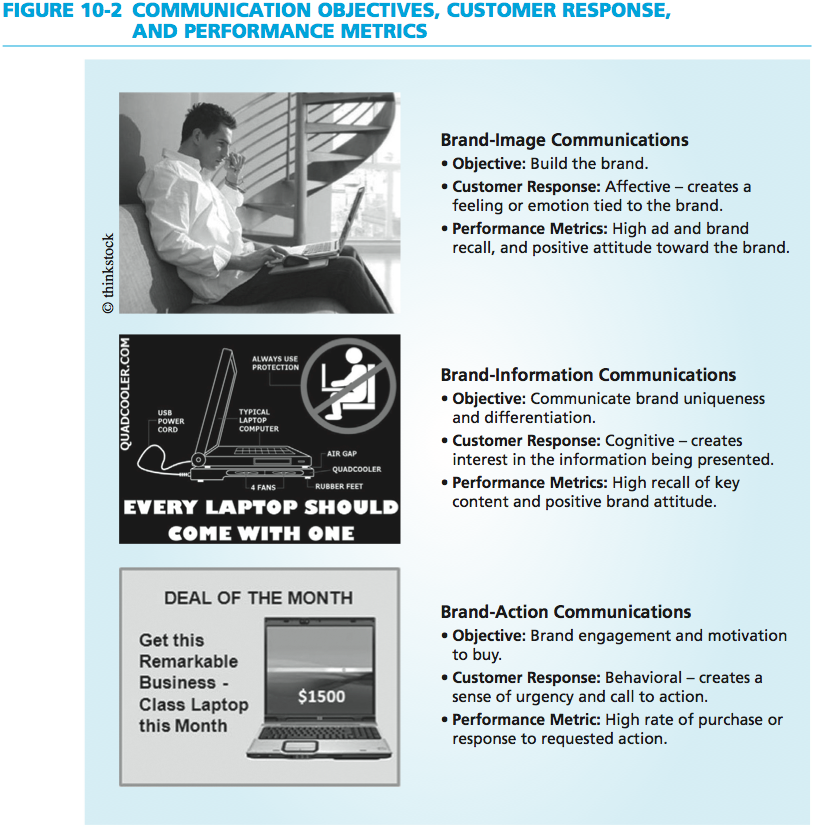 FIGURE 10-2 COMMUNICATION OBJECTIVES, CUSTOMER RESPONSE,
AND PERFORMANCE METRICS
© thinkstock
Brand-Image Communications
• Objective: Build the brand.
• Customer Response: Affective – creates a
feeling or emotion tied to the brand.
• Performance Metrics: High ad and brand
recall, and positive attitude toward the brand.
QUADCOOLER.COM
ALWAYS USE
PROTECTION
USB
POWER
CORD
TYPICAL
LAPTOP
COMPUTER
AIR GAP
QUADCOOLER
4 FANS
RUBBER FEET
EVERY LAPTOP SHOULD
COME WITH ONE
Brand-Information Communications
• Objective: Communicate brand uniqueness
and differentiation.
• Customer Response: Cognitive – creates
interest in the information being presented.
• Performance Metrics: High recall of key
content and positive brand attitude.
DEAL OF THE MONTH
Get this
Remarkable
Business -
Class Laptop
this Month
$1500
Brand-Action Communications
• Objective: Brand engagement and motivation
to buy.
• Customer Response: Behavioral – creates a
sense of urgency and call to action.
• Performance Metric: High rate of purchase or
response to requested action.